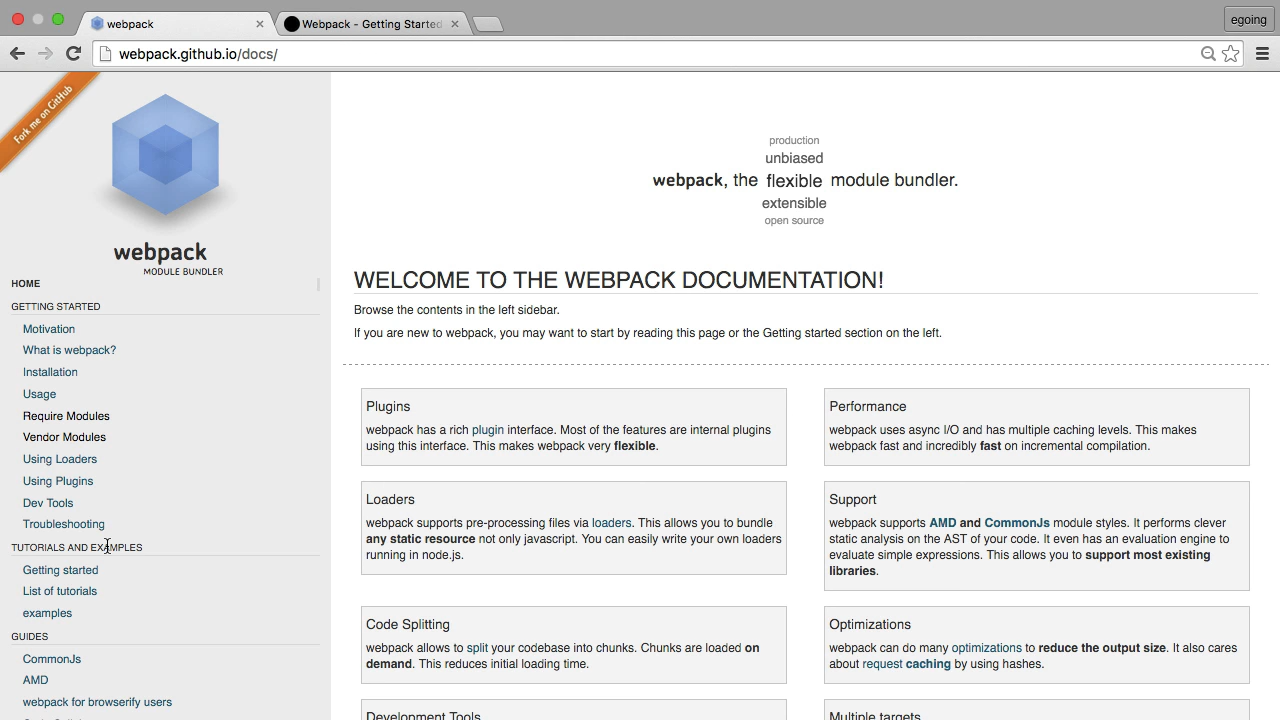 webpack
Webpack - Getting Started
egoing
webpack.github.io/docs/
Fork me on GitHub
webpack
MODULE BUNDLER
HOME
GETTING STARTED
Motivation
What is webpack?
Installation
Usage
Require Modules
Vendor Modules
Using Loaders
Using Plugins
Dev Tools
Troubleshooting
TUTORIALS AND EXAMPLES
Getting started
List of tutorials
examples
GUIDES
CommonJs
AMD
webpack for browserify users
production
unbiased
webpack, the flexible module bundler.
extensible
open source
WELCOME TO THE WEBPACK DOCUMENTATION!
Browse the contents in the left sidebar.
If you are new to webpack, you may want to start by reading this page or the Getting started section on the left.
Plugins
webpack has a rich plugin interface. Most of the features are internal plugins
using this interface. This makes webpack very flexible.
Performance
webpack uses async I/O and has multiple caching levels. This makes
webpack fast and incredibly fast on incremental compilation.
Loaders
webpack supports pre-processing files via loaders. This allows you to bundle
any static resource not only javascript. You can easily write your own loaders
running in node.js.
Support
webpack supports AMD and CommonJs module styles. It performs clever
static analysis on the AST of your code. It even has an evaluation engine to
evaluate simple expressions. This allows you to support most existing
libraries.
Code Splitting
webpack allows to split your codebase into chunks. Chunks are loaded on
demand. This reduces initial loading time.
Optimizations
webpack can do many optimizations to reduce the output size. It also cares
about request caching by using hashes.
Development Tools
Multiple targets